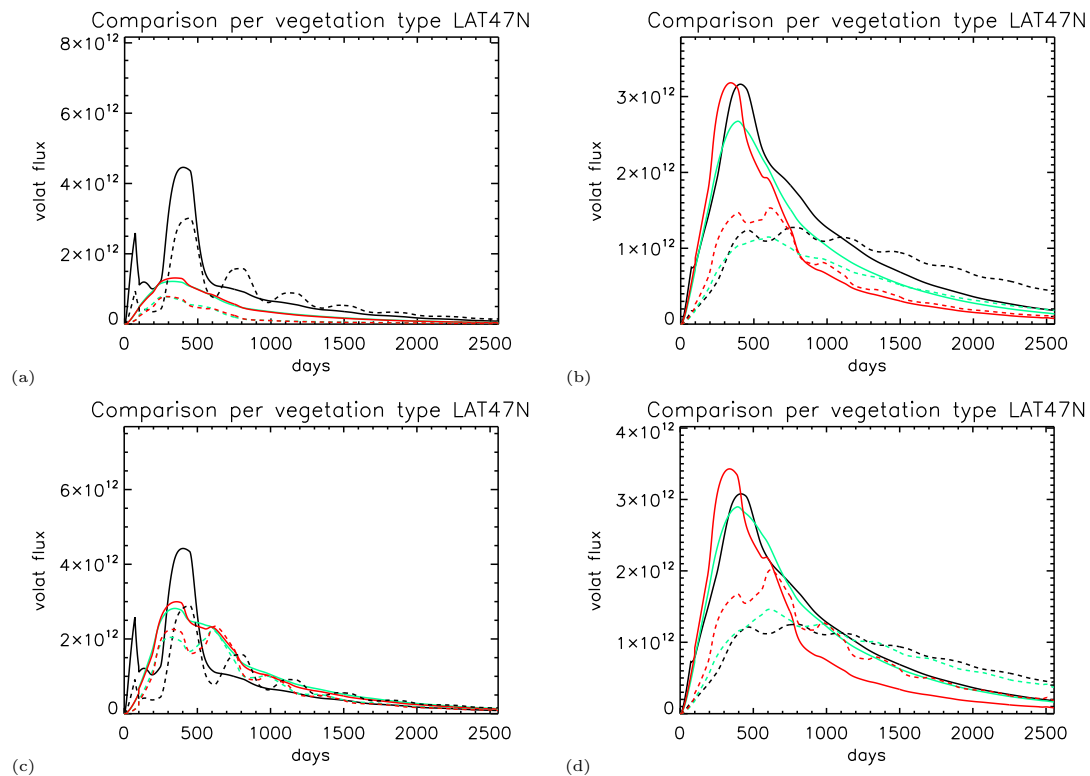 Comparison per vegetation type LAT47N
8×10¹²
6×10¹²
4×10¹²
2×10¹²
0
volat flux
0 500 1000 1500 2000 2500
days
(a)
Comparison per vegetation type LAT47N
3×10¹²
2×10¹²
1×10¹²
0
volat flux
0 500 1000 1500 2000 2500
days
(b)
Comparison per vegetation type LAT47N
6×10¹²
4×10¹²
2×10¹²
0
volat flux
0 500 1000 1500 2000 2500
days
(c)
Comparison per vegetation type LAT47N
4×10¹²
3×10¹²
2×10¹²
1×10¹²
0
volat flux
0 500 1000 1500 2000 2500
days
(d)